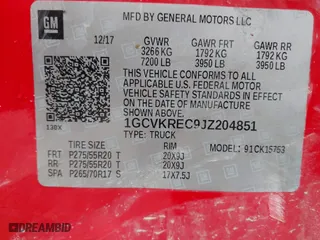 MFD BY GENERAL MOTORS LLC
GM
12/17 GVWR GAWR FRT GAWR RR
3266 KG 1792 KG 1792 KG
7200 LB 3950 LB 3950 LB
THIS VEHICLE CONFORMS TO ALL
APPLICABLE U.S. FEDERAL MOTOR
VEHICLE SAFETY STANDARDS IN
EFFECT ON THE DATE OF
MANUFACTURE SHOWN ABOVE.
1GCVKREC9JZ204851
TYPE: TRUCK
TIRE SIZE RIM MODEL: 91CK15753
FRT P275/55R20 T 20X9J
RR P275/55R20 T 20X9J
SPA P265/70R17 S 17X7.5J